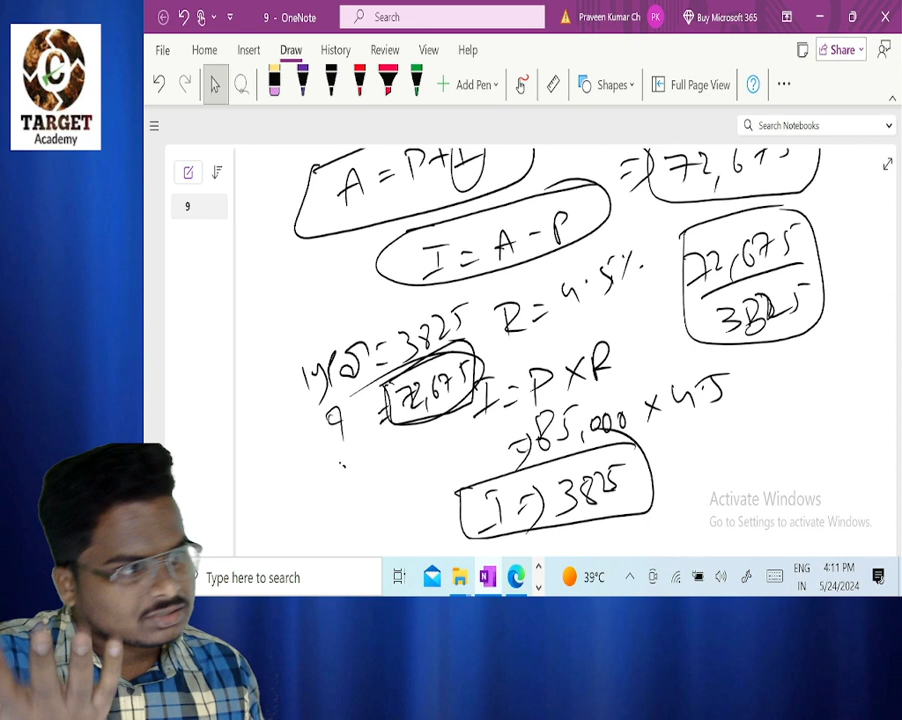 TARGET
Academy
9 - OneNote
Search
Praveen Kumar Ch
PK
Buy Microsoft 365
File Home Insert Draw History Review View Help
Share
Add Pen
Shapes
Full Page View
Search Notebooks
9
A = P + I
=) 72,675
I = A - P
72,675
3825
R = 4.5%
= 3825
9 = 72,675
I = P × R
=) 85,000 × 4.5
I =) 3825
Activate Windows
Go to Settings to activate Windows.
Type here to search
39°C
ENG
IN
4:11 PM
5/24/2024